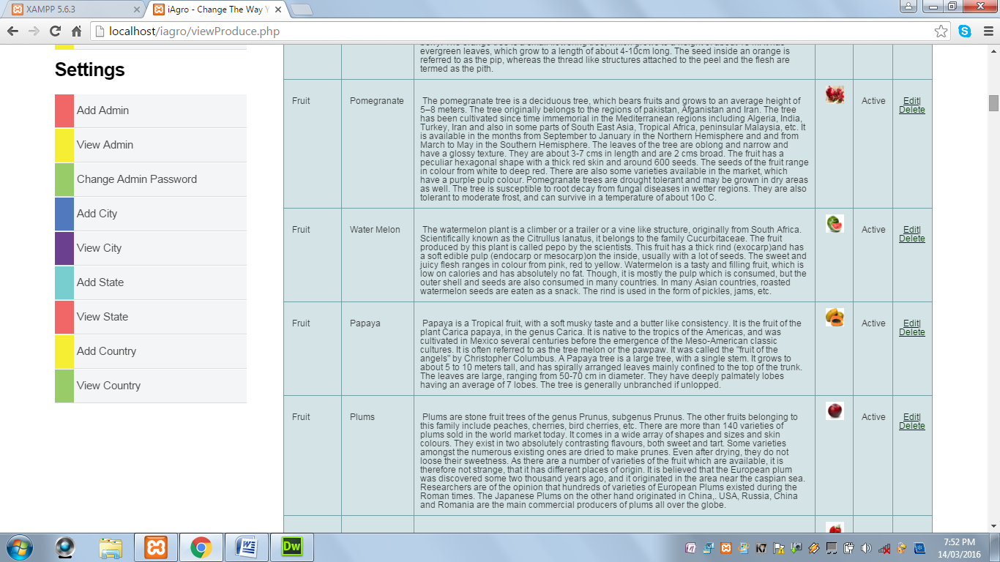 XAMPP 5.6.3
iAgro - Change The Way Y
localhost/iagro/viewProduce.php
Settings
Add Admin
View Admin
Change Admin Password
Add City
View City
Add State
View State
Add Country
View Country
evergreen leaves, which grow to a length of about 4-10cm long. The seed inside an orange is
referred to as the pip, whereas the thread like structures attached to the peel and the flesh are
termed as the pith.
Fruit
Pomegranate
The pomegranate tree is a deciduous tree, which bears fruits and grows to an average height of
5–8 meters. The tree originally belongs to the regions of pakistan, Afganistan and Iran. The tree
has been cultivated since time immemorial in the Mediterranean regions including Algeria, India,
Turkey, Iran and also in some parts of South East Asia, Tropical Africa, peninsular Malaysia, etc. It
is available in the months from September to January in the Northern Hemisphere and and from
March to May in the Southern Hemisphere. The leaves of the tree are oblong and narrow and
have a glossy texture. They are about 3-7 cms in length and are 2 cms broad. The fruit has a
peculiar hexagonal shape with a thick red skin and around 600 seeds. The seeds of the fruit range
in colour from white to deep red. There are also some varieties available in the market, which
have a purple pulp colour. Pomegranate trees are drought tolerant and may be grown in dry areas
as well. The tree is susceptible to root decay from fungal diseases in wetter regions. They are also
tolerant to moderate frost, and can survive in a temperature of about 10o C.
Active
Edit|
Delete
Fruit
Water Melon
The watermelon plant is a climber or a trailer or a vine like structure, originally from South Africa.
Scientifically known as the Citrullus lanatus, it belongs to the family Cucurbitaceae. The fruit
produced by this plant is called pepo by the scientists. This fruit has a thick rind (exocarp)and has
a soft edible pulp (endocarp or mesocarp)on the inside, usually with a lot of seeds. The sweet and
juicy flesh ranges in colour from pink, red to yellow. Watermelon is a tasty and filling fruit, which is
low on calories and has absolutely no fat. Though, it is mostly the pulp which is consumed, but the
outer shell and seeds are also consumed in many countries. In many Asian countries, roasted
watermelon seeds are eaten as a snack. The rind is used in the form of pickles, jams, etc.
Active
Edit|
Delete
Fruit
Papaya
Papaya is a Tropical fruit, with a soft musky taste and a butter like consistency. It is the fruit of the
plant Carica papaya, in the genus Carica. It is native to the tropics of the Americas, and was
cultivated in Mexico several centuries before the emergence of the Meso-American classic
cultures. It is often referred to as the tree melon or the pawpaw. It was called the "fruit of the
angels" by Christopher Columbus. A Papaya tree is a large tree, with a single stem. It grows to
about 5 to 10 meters tall, and has spirally arranged leaves mainly confined to the top of the trunk.
The leaves are large, ranging from 50-70 cm in diameter. They have deeply palmately lobes
having an average of 7 lobes. The tree is generally unbranched if unlopped.
Active
Edit|
Delete
Fruit
Plums
Plums are stone fruit trees of the genus Prunus, subgenus Prunus. The other fruits belonging to
this family include peaches, cherries, bird cherries, etc. There are more than 140 varieties of
plums sold in the world market today. It comes in a wide array of shapes and sizes and skin
colours. They exist in two absolutely contrasting flavours, both sweet and tart. Some varieties
amongst the numerous existing ones are dried to make prunes. Even after drying, they do not
loose their sweetness. As there are a number of varieties of the fruit which are available, it is
therefore not strange, that it has different places of origin. It is believed that the European plum
was discovered some two thousand years ago, and it originated in the area near the caspian sea.
Researchers are of the opinion that hundreds of varieties of European Plums existed during the
Roman times. The Japanese Plums on the other hand originated in China,. USA, Russia, China
and Romania are the main commercial producers of plums all over the globe.
Active
Edit|
Delete
Dw
7:52 PM
14/03/2016